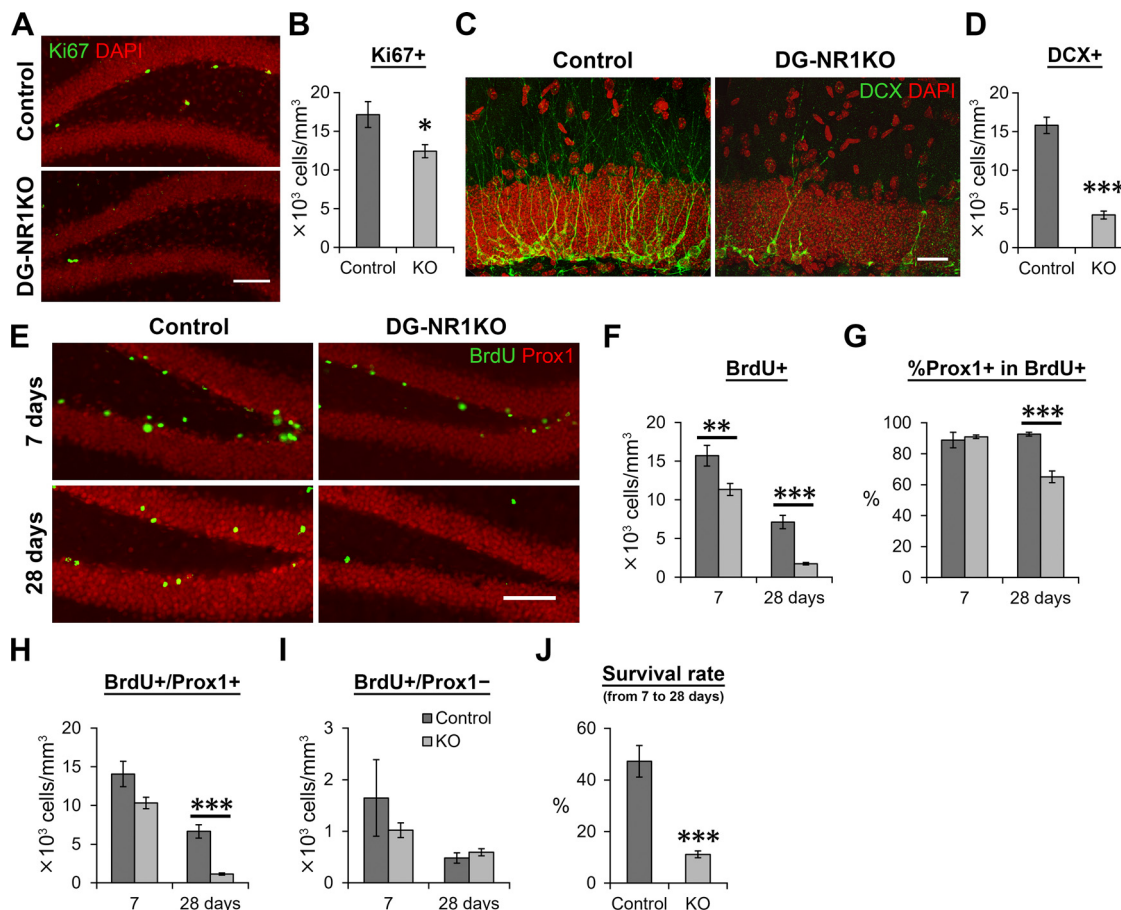 A
Ki67 DAPI
Control
DG-NR1KO
B
Ki67+
×10³ cells/mm³
20
15
10
5
0
*
Control KO
C
Control DG-NR1KO
DCX DAPI
D
DCX+
×10³ cells/mm³
20
15
10
5
0
***
Control KO
E
Control DG-NR1KO
BrdU Prox1
7 days
28 days
F
BrdU+
×10³ cells/mm³
20
15
10
5
0
**
***
7 28 days
G
%Prox1+ in BrdU+
%
100
80
60
40
20
0
***
7 28 days
H
BrdU+/Prox1+
×10³ cells/mm³
20
15
10
5
0
***
7 28 days
I
BrdU+/Prox1−
Control
KO
×10³ cells/mm³
3
2
1
0
7 28 days
J
Survival rate
(from 7 to 28 days)
%
60
40
20
0
***
Control KO